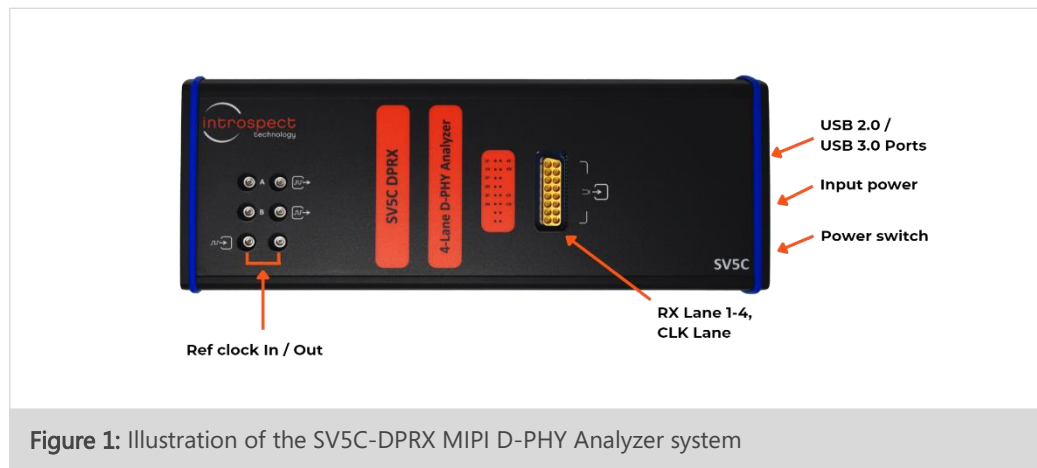 introspect
technology
A
B
SV5C DPRX
4-Lane D-PHY Analyzer
SV5C
USB 2.0 /
USB 3.0 Ports
Input power
Power switch
RX Lane 1-4,
CLK Lane
Ref clock In / Out
Figure 1: Illustration of the SV5C-DPRX MIPI D-PHY Analyzer system